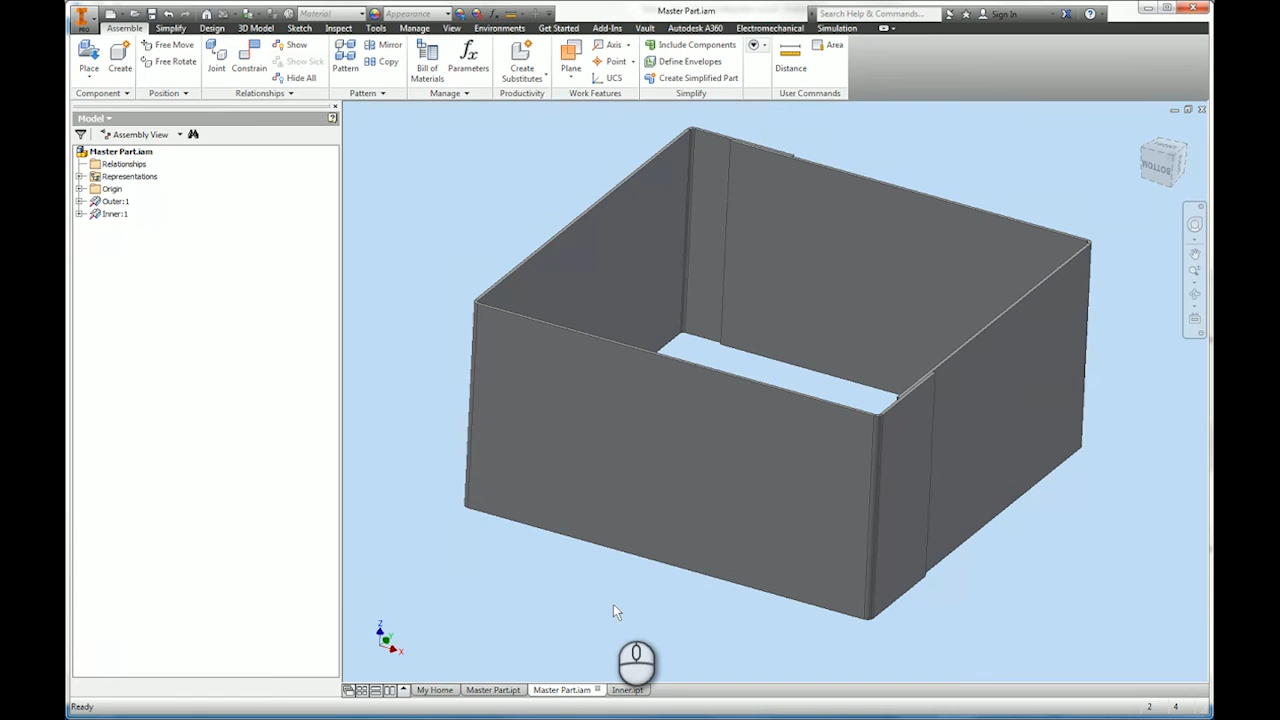 PRO
Material
Appearance
Master Part.iam
Search Help & Commands...
Sign In
Assemble Simplify Design 3D Model Sketch Inspect Tools Manage View Environments Get Started Add-Ins Vault Autodesk A360 Electromechanical Simulation
Place
Create
Component
Free Move
Free Rotate
Position
Joint
Constrain
Show
Show Sick
Hide All
Relationships
Pattern
Mirror
Copy
Pattern
Bill of
Materials
Parameters
Manage
Create
Substitutes
Productivity
Plane
Axis
Point
UCS
Work Features
Include Components
Define Envelopes
Create Simplified Part
Simplify
Distance
Area
User Commands
Model
Assembly View
Master Part.iam
Relationships
Representations
Origin
Outer:1
Inner:1
BOTTOM
Z
Y
X
My Home Master Part.ipt Master Part.iam Inner.ipt
Ready 2 4